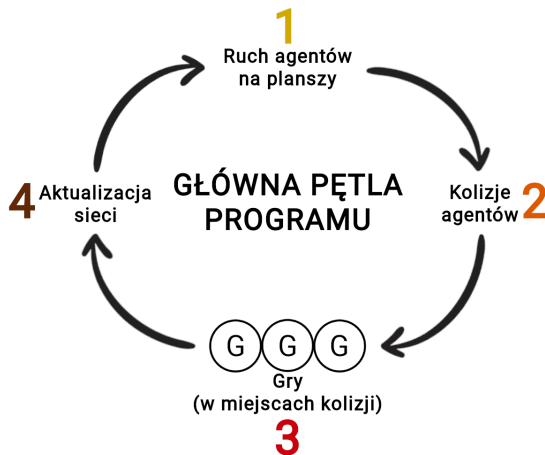 1
Ruch agentów
na planszy
GŁÓWNA PĘTLA
PROGRAMU
Kolizje
agentów
2
G G G
Gry
(w miejscach kolizji)
3
4
Aktualizacja
sieci